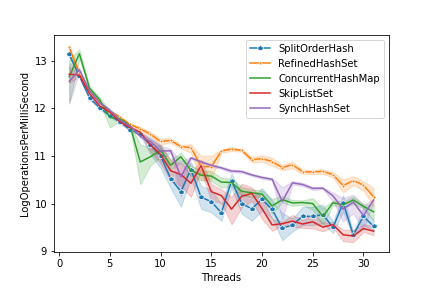 SplitOrderHash
RefinedHashSet
ConcurrentHashMap
SkipListSet
SynchHashSet
13
12
11
10
9
LogOperationsPerMilliSecond
0 5 10 15 20 25 30
Threads